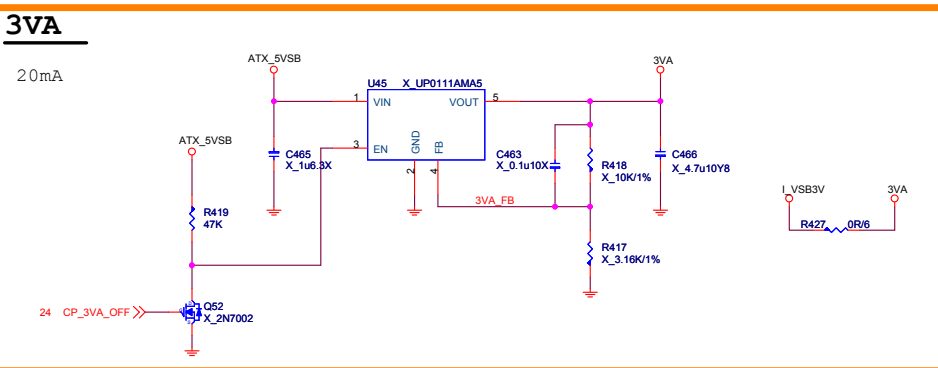 3VA
20mA
ATX_5VSB
3VA
U45 X_UP0111AMA5
1 VIN VOUT 5
3 EN
GND
FB
2
4
C465
X_1u6.3X
ATX_5VSB
C463
X_0.1u10X
R418
X_10K/1%
C466
X_4.7u10Y8
3VA_FB
I_VSB3V
3VA
R427 0R/6
R419
47K
R417
X_3.16K/1%
24 CP_3VA_OFF
Q52
X_2N7002